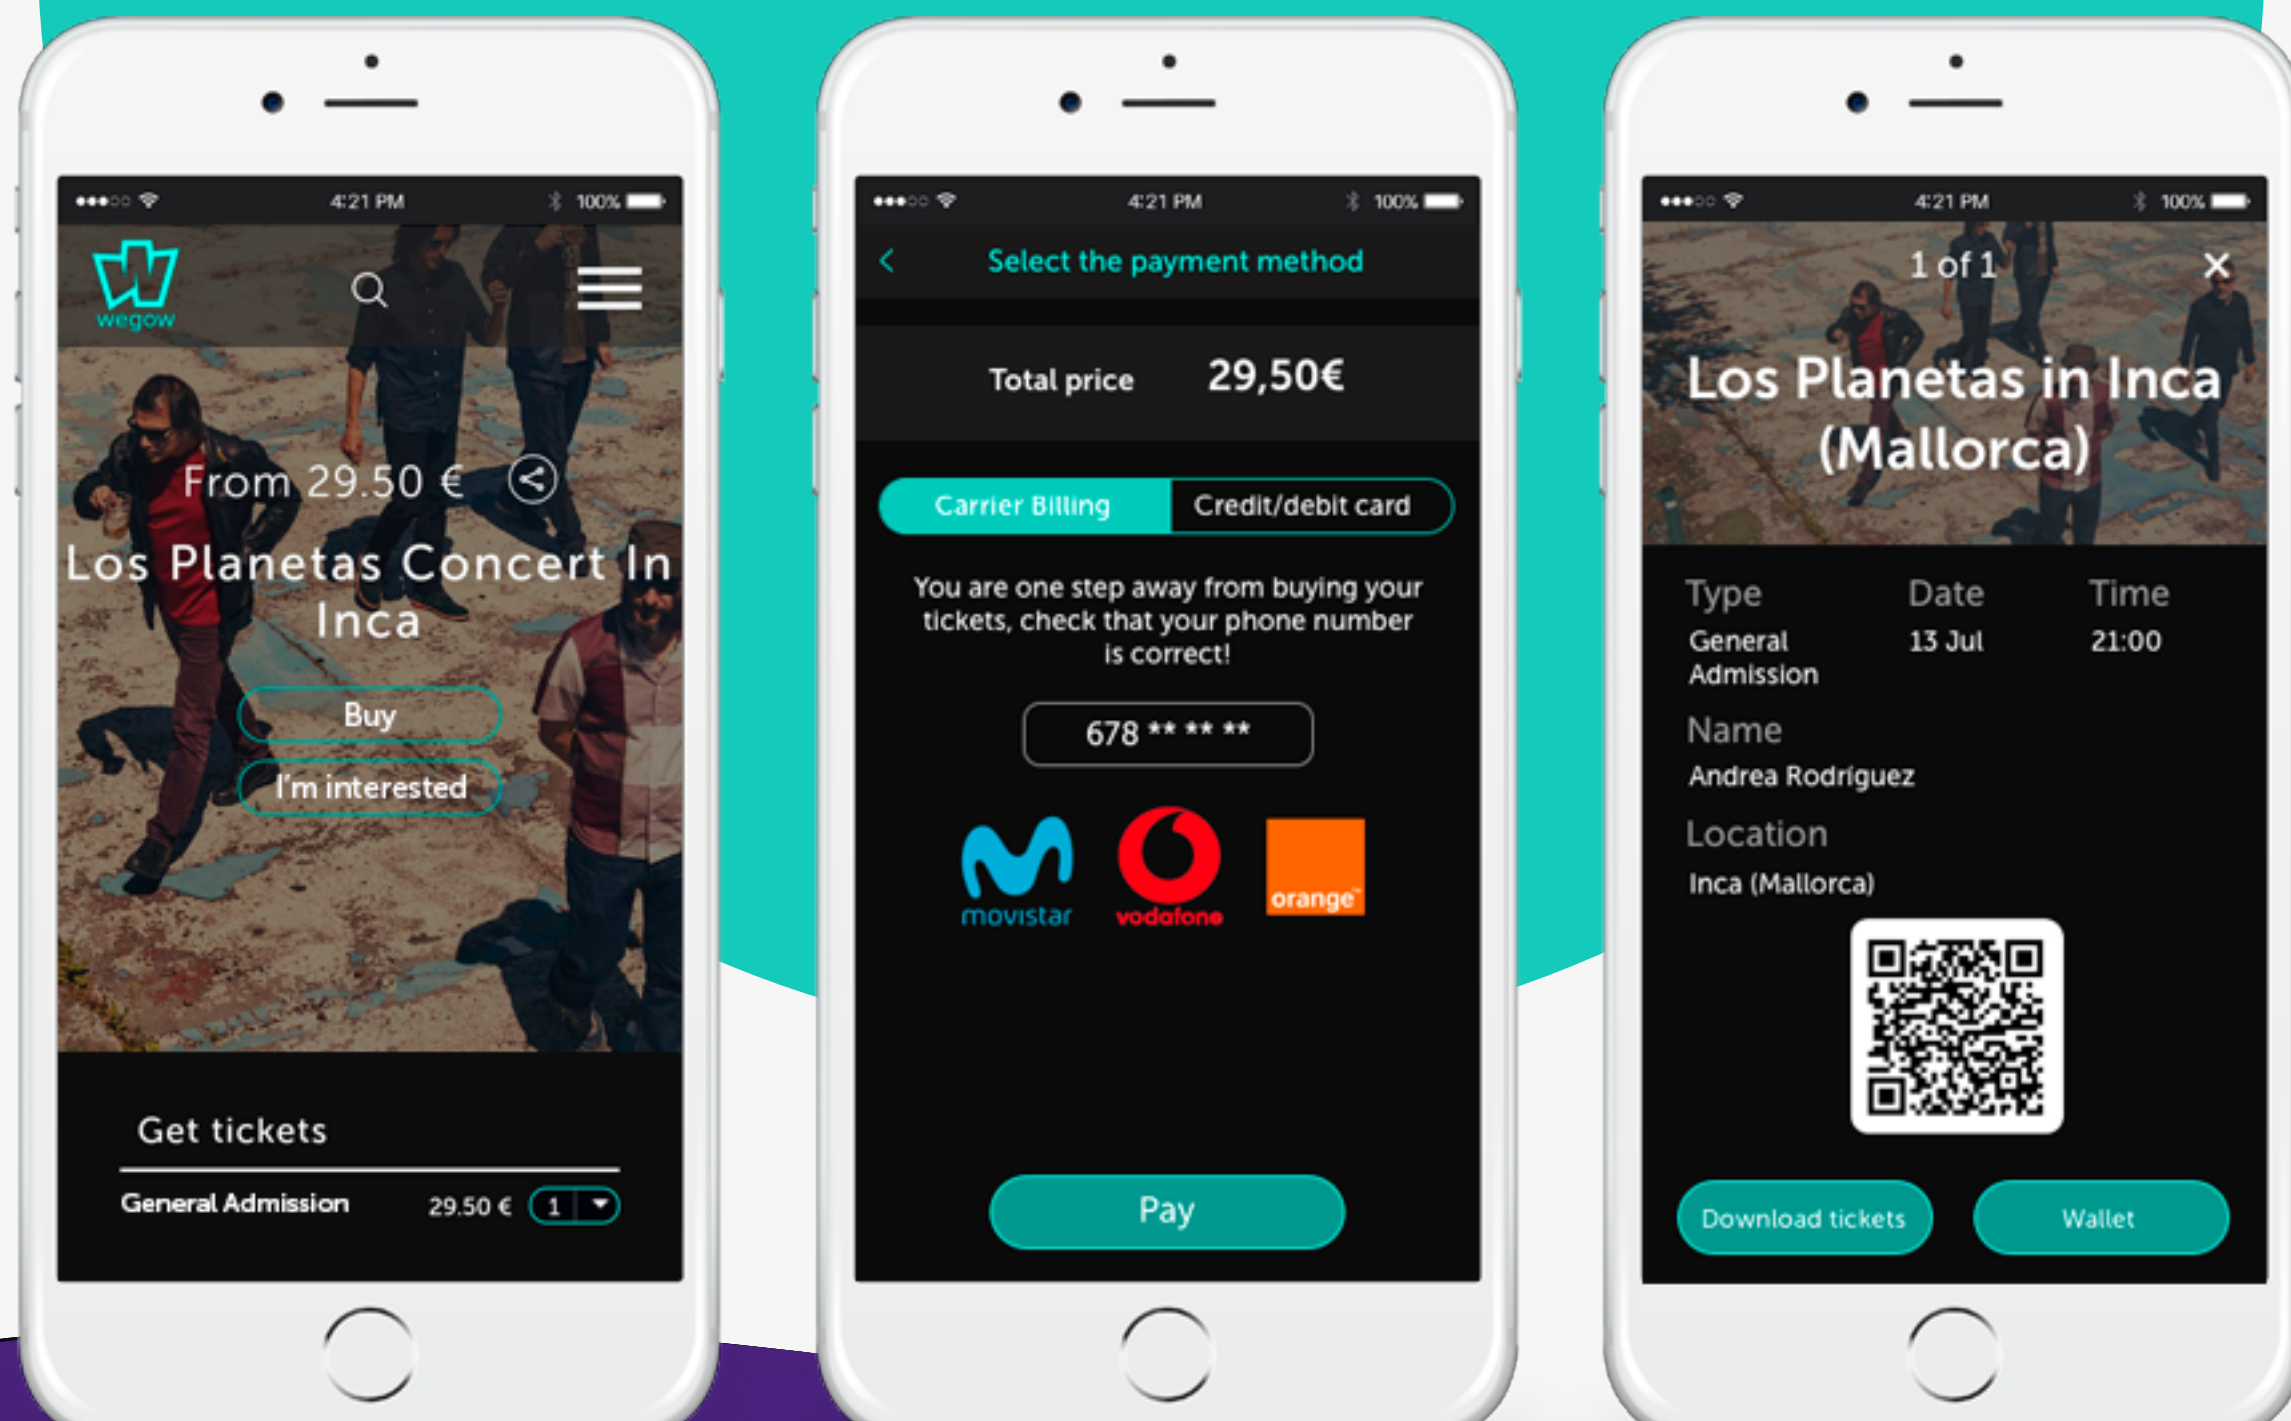 4:21 PM
100%
wegow
From 29.50 €
Los Planetas Concert In
Inca
Buy
I'm interested
Get tickets
General Admission 29.50 € 1
4:21 PM
100%
Select the payment method
Total price 29,50€
Carrier Billing Credit/debit card
You are one step away from buying your
tickets, check that your phone number
is correct!
678 ** ** **
movistar vodafone orange™
Pay
4:21 PM
100%
1 of 1
Los Planetas in Inca
(Mallorca)
Type Date Time
General 13 Jul 21:00
Admission
Name
Andrea Rodríguez
Location
Inca (Mallorca)
Download tickets Wallet